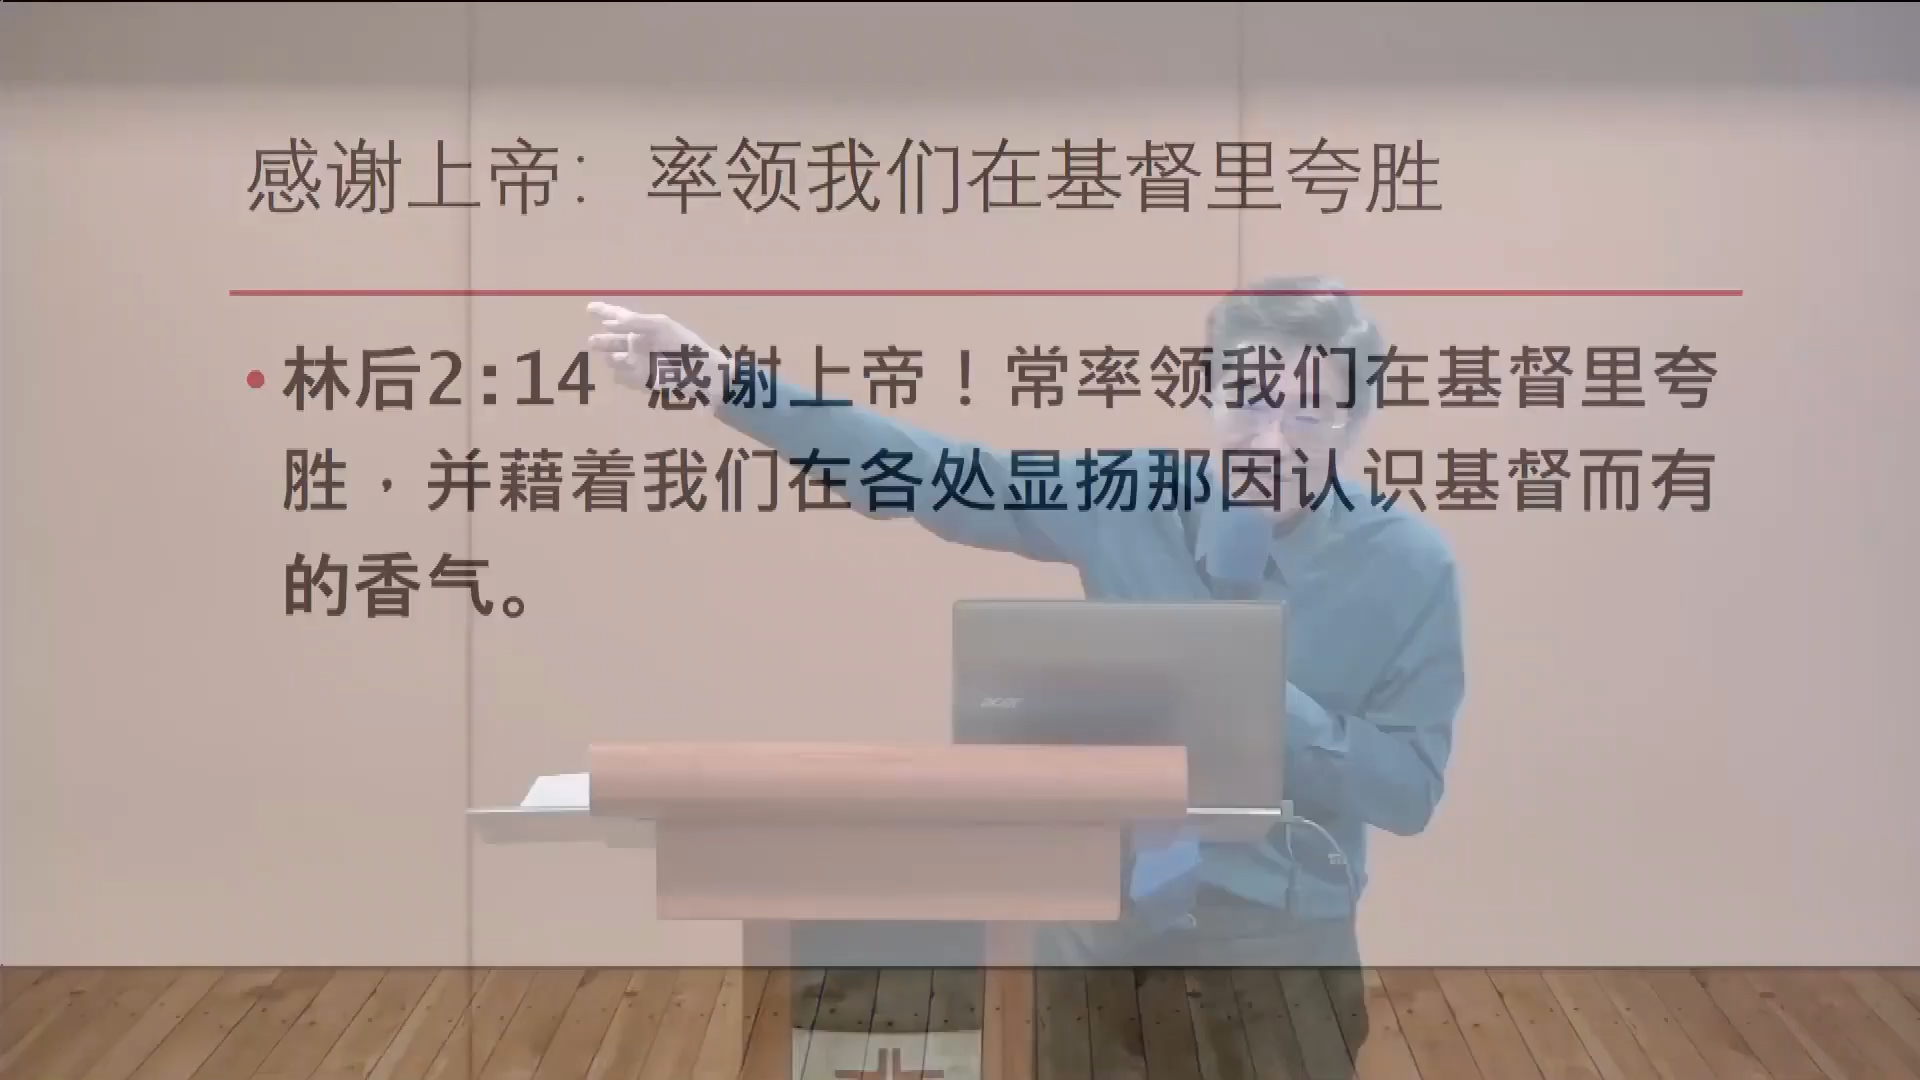 感谢上帝：率领我们在基督里夸胜
• 林后2:14 感谢上帝！常率领我们在基督里夸
胜，并藉着我们在各处显扬那因认识基督而有
的香气。
acer